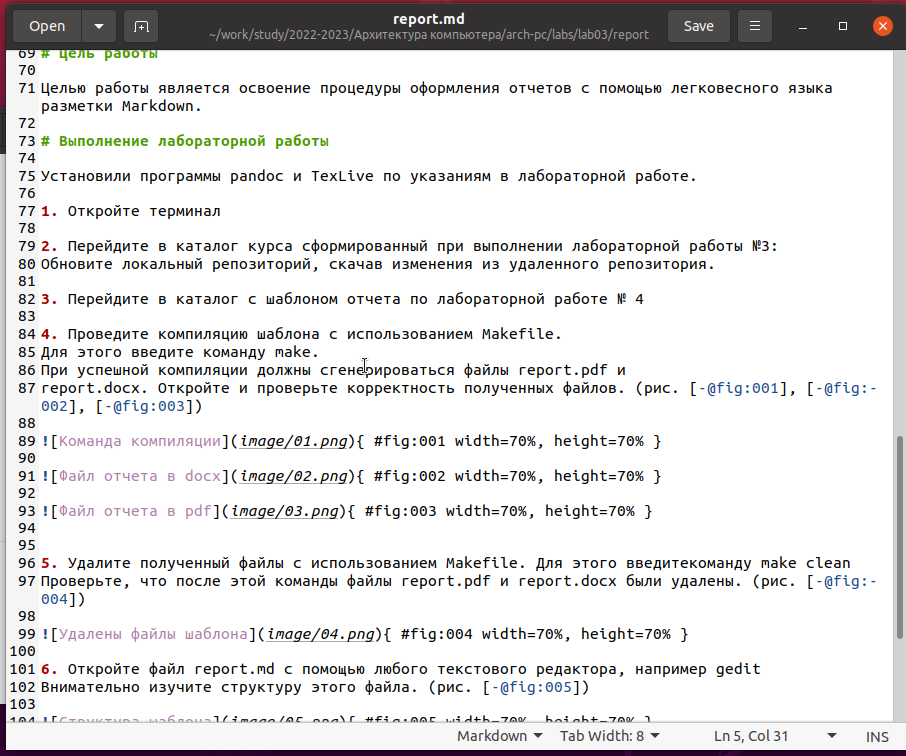 Open
report.md
~/work/study/2022-2023/Архитектура компьютера/arch-pc/labs/lab03/report
Save
69 # Цель работы
70
71 Целью работы является освоение процедуры оформления отчетов с помощью легковесного языка
разметки Markdown.
72
73 # Выполнение лабораторной работы
74
75 Установили программы pandoc и TexLive по указаниям в лабораторной работе.
76
77 1. Откройте терминал
78
79 2. Перейдите в каталог курса сформированный при выполнении лабораторной работы №3:
80 Обновите локальный репозиторий, скачав изменения из удаленного репозитория.
81
82 3. Перейдите в каталог с шаблоном отчета по лабораторной работе № 4
83
84 4. Проведите компиляцию шаблона с использованием Makefile.
85 Для этого введите команду make.
86 При успешной компиляции должны сгенерироваться файлы report.pdf и
87 report.docx. Откройте и проверьте корректность полученных файлов. (рис. [-@fig:001], [-@fig:-
002], [-@fig:003])
88
89 ![Команда компиляции](image/01.png){ #fig:001 width=70%, height=70% }
90
91 ![Файл отчета в docx](image/02.png){ #fig:002 width=70%, height=70% }
92
93 ![Файл отчета в pdf](image/03.png){ #fig:003 width=70%, height=70% }
94
95
96 5. Удалите полученный файлы с использованием Makefile. Для этого введитекоманду make clean
97 Проверьте, что после этой команды файлы report.pdf и report.docx были удалены. (рис. [-@fig:-
004])
98
99 ![Удалены файлы шаблона](image/04.png){ #fig:004 width=70%, height=70% }
100
101 6. Откройте файл report.md c помощью любого текстового редактора, например gedit
102 Внимательно изучите структуру этого файла. (рис. [-@fig:005])
103
104 ![Структура шаблона](image/05.png){ #fig:005 width=70%, height=70% }
Markdown
Tab Width: 8
Ln 5, Col 31
INS